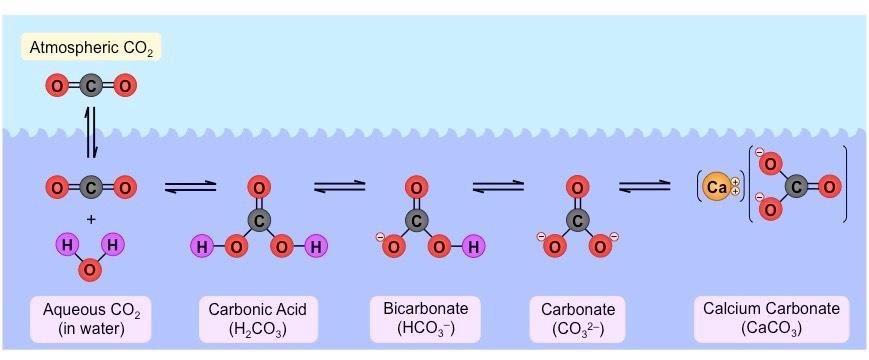 Atmospheric CO₂
O=C=O
O=C=O
+
H H
O
O
C
H O O H
O
C
⊖
O O H
O
C
⊖ ⊖
O O
Ca ⊕⊕
⊖
O
C=O
⊖
O
Aqueous CO₂
(in water)
Carbonic Acid
(H₂CO₃)
Bicarbonate
(HCO₃⁻)
Carbonate
(CO₃²⁻)
Calcium Carbonate
(CaCO₃)